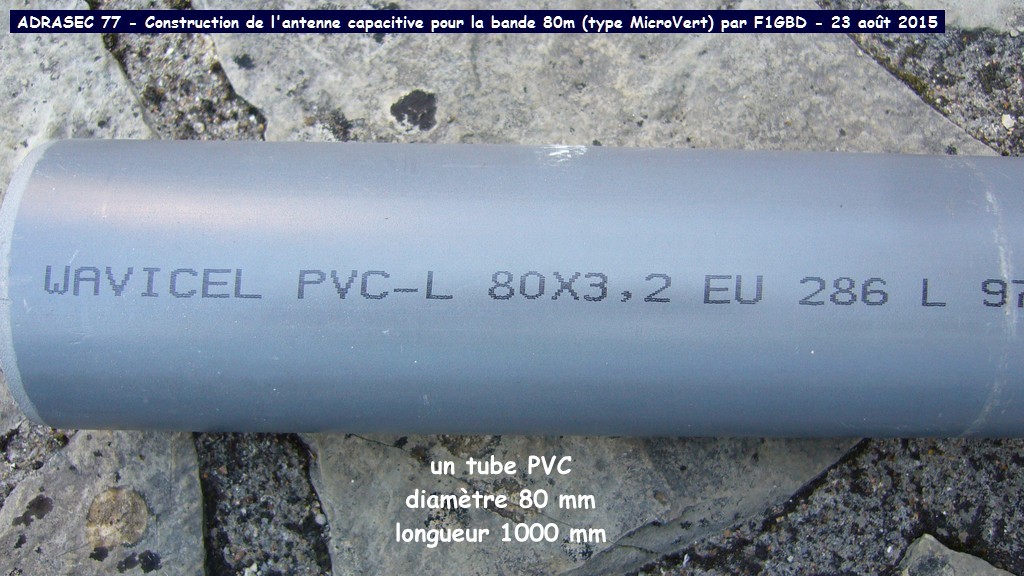 ADRASEC 77 - Construction de l'antenne capacitive pour la bande 80m (type MicroVert) par F1GBD - 23 août 2015
WAVICEL PVC-L 80X3,2 EU 286 L 97
un tube PVC
diamètre 80 mm
longueur 1000 mm